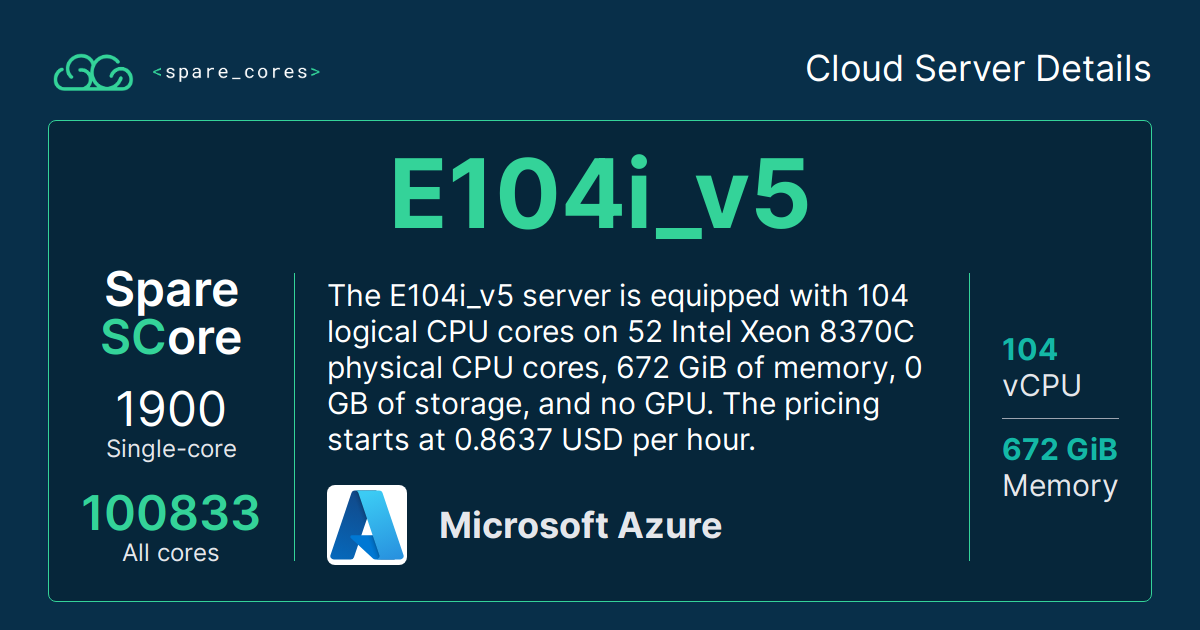 <spare_cores>
Cloud Server Details
E104i_v5
Spare
SCore
1900
Single-core
100833
All cores
The E104i_v5 server is equipped with 104
logical CPU cores on 52 Intel Xeon 8370C
physical CPU cores, 672 GiB of memory, 0
GB of storage, and no GPU. The pricing
starts at 0.8637 USD per hour.
Microsoft Azure
104
vCPU
672 GiB
Memory